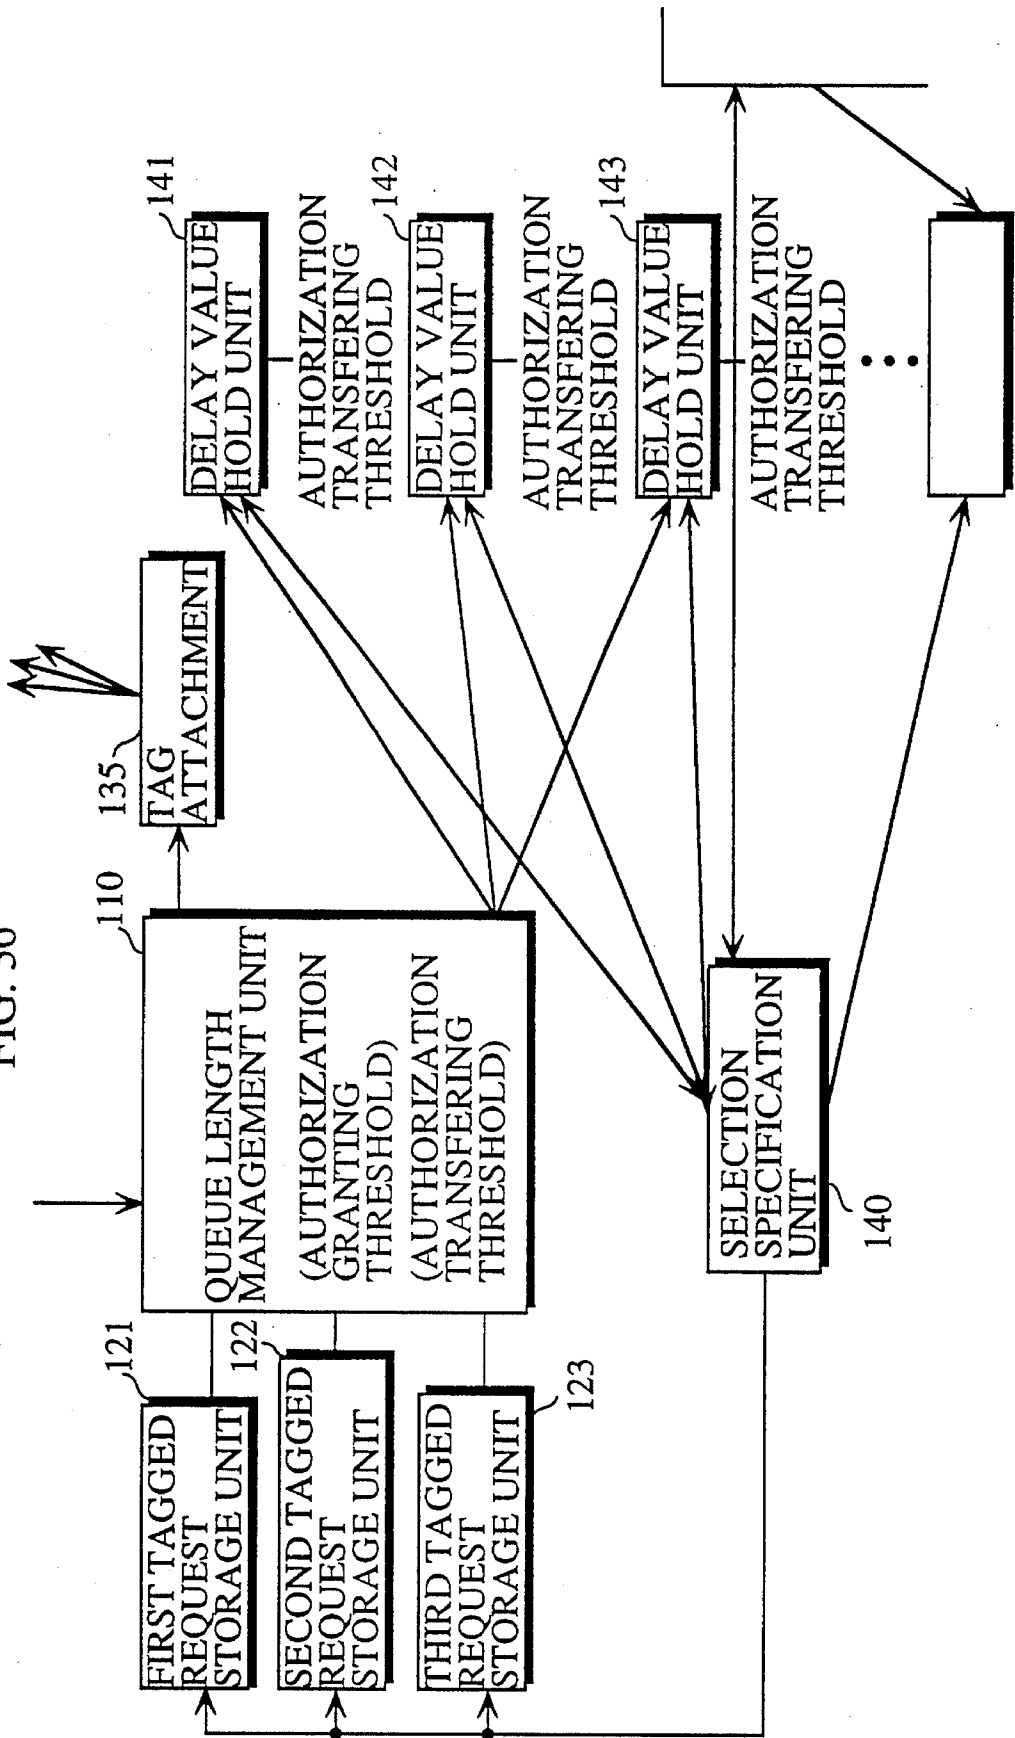 FIG. 36
121
FIRST TAGGED
REQUEST
STORAGE UNIT
122
SECOND TAGGED
REQUEST
STORAGE UNIT
123
THIRD TAGGED
REQUEST
STORAGE UNIT
110
QUEUE LENGTH
MANAGEMENT UNIT
(AUTHORIZATION
GRANTING
THRESHOLD)
(AUTHORIZATION
TRANSFERING
THRESHOLD)
135
TAG
ATTACHMENT
SELECTION
SPECIFICATION
UNIT
140
141
DELAY VALUE
HOLD UNIT
AUTHORIZATION
TRANSFERING
THRESHOLD
142
DELAY VALUE
HOLD UNIT
AUTHORIZATION
TRANSFERING
THRESHOLD
143
DELAY VALUE
HOLD UNIT
AUTHORIZATION
TRANSFERING
THRESHOLD